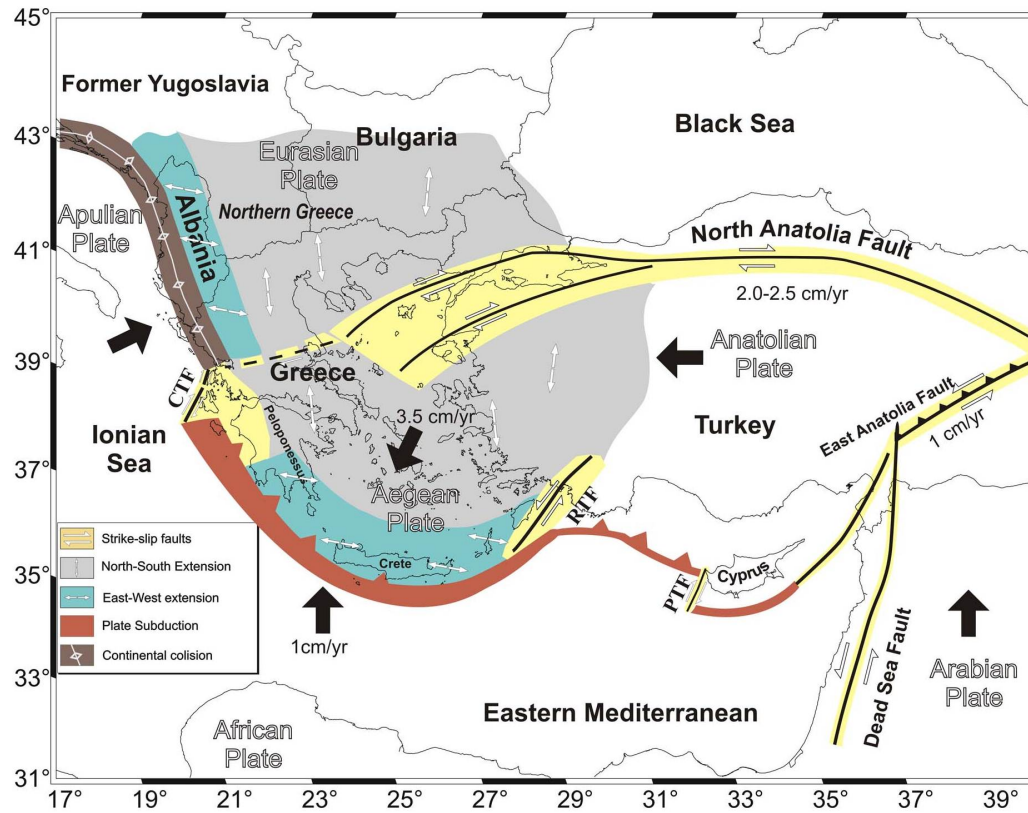 45°
43°
41°
39°
37°
35°
33°
31°
17°
19°
21°
23°
25°
27°
29°
31°
33°
35°
37°
39°
Former Yugoslavia
Bulgaria
Black Sea
Eurasian
Plate
Apulian
Plate
Albania
Northern Greece
North Anatolia Fault
2.0-2.5 cm/yr
Anatolian
Plate
Greece
CTF
Peloponessus
3.5 cm/yr
Turkey
East Anatolia Fault
1 cm/yr
Ionian
Sea
Aegean
Plate
RTF
Crete
PTF
Cyprus
1cm/yr
Dead Sea Fault
Arabian
Plate
Eastern Mediterranean
African
Plate
Strike-slip faults
North-South Extension
East-West extension
Plate Subduction
Continental colision